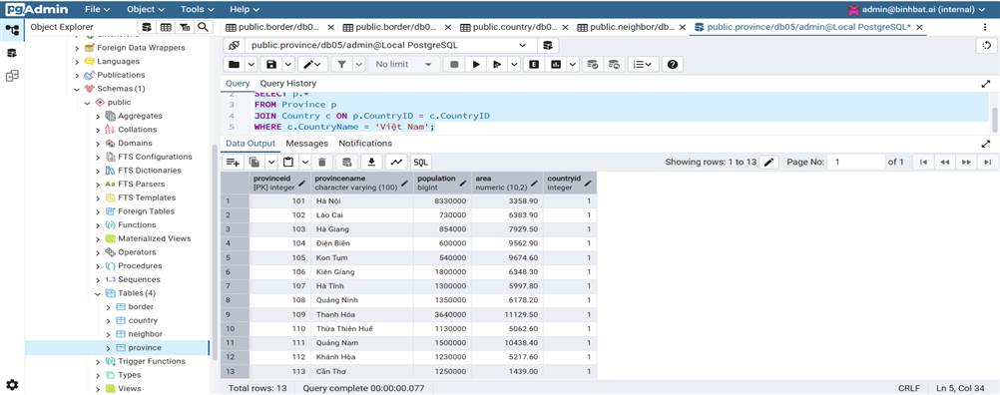 pgAdmin File Object Tools Help admin@binhbat.ai (internal)
Object Explorer public.border/db0... public.border/db0... public.country/db0... public.neighbor/db... public.province/db05/admin@Local PostgreSQL*
public.province/db05/admin@Local PostgreSQL
No limit
Query Query History
2 SELECT p.*
3 FROM Province p
4 JOIN Country c ON p.CountryID = c.CountryID
5 WHERE c.CountryName = 'Việt Nam';
Data Output Messages Notifications
SQL Showing rows: 1 to 13 Page No: 1 of 1
provinceid provincename population area countryid
[PK] integer character varying (100) bigint numeric (10,2) integer
1 101 Hà Nội 8330000 3358.90 1
2 102 Lào Cai 730000 6383.90 1
3 103 Hà Giang 854000 7929.50 1
4 104 Điện Biên 600000 9562.90 1
5 105 Kon Tum 540000 9674.60 1
6 106 Kiên Giang 1800000 6348.30 1
7 107 Hà Tĩnh 1300000 5997.80 1
8 108 Quảng Ninh 1350000 6178.20 1
9 109 Thanh Hóa 3640000 11129.50 1
10 110 Thừa Thiên Huế 1130000 5062.60 1
11 111 Quảng Nam 1500000 10438.40 1
12 112 Khánh Hòa 1230000 5217.60 1
13 113 Cần Thơ 1250000 1439.00 1
Total rows: 13 Query complete 00:00:00.077 CRLF Ln 5, Col 34
Extensions
Foreign Data Wrappers
Languages
Publications
Schemas (1)
public
Aggregates
Collations
Domains
FTS Configurations
FTS Dictionaries
FTS Parsers
FTS Templates
Foreign Tables
Functions
Materialized Views
Operators
Procedures
Sequences
Tables (4)
border
country
neighbor
province
Trigger Functions
Types
Views